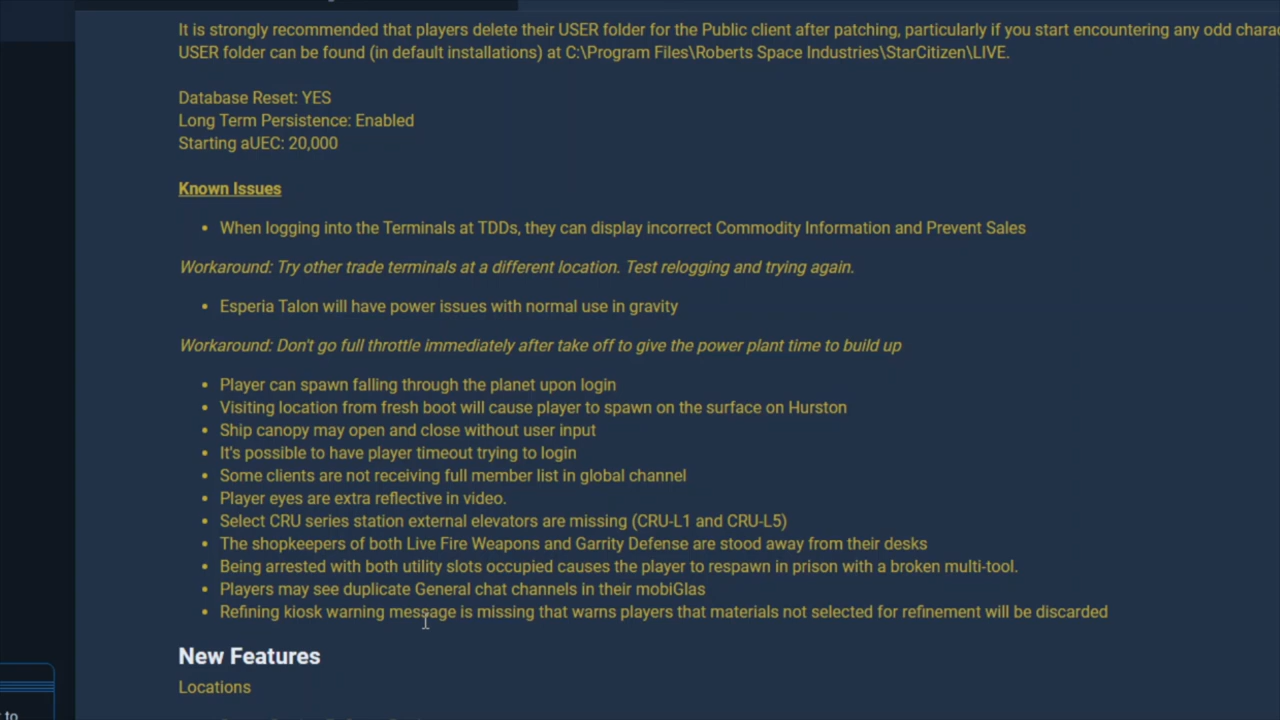 It is strongly recommended that players delete their USER folder for the Public client after patching, particularly if you start encountering any odd
USER folder can be found (in default installations) at C:\Program Files\Roberts Space Industries\StarCitizen\LIVE.
Database Reset: YES
Long Term Persistence: Enabled
Starting aUEC: 20,000
Known Issues
• When logging into the Terminals at TDDs, they can display incorrect Commodity Information and Prevent Sales
Workaround: Try other trade terminals at a different location. Test relogging and trying again.
• Esperia Talon will have power issues with normal use in gravity
Workaround: Don't go full throttle immediately after take off to give the power plant time to build up
• Player can spawn falling through the planet upon login
• Visiting location from fresh boot will cause player to spawn on the surface on Hurston
• Ship canopy may open and close without user input
• It's possible to have player timeout trying to login
• Some clients are not receiving full member list in global channel
• Player eyes are extra reflective in video.
• Select CRU series station external elevators are missing (CRU-L1 and CRU-L5)
• The shopkeepers of both Live Fire Weapons and Garrity Defense are stood away from their desks
• Being arrested with both utility slots occupied causes the player to respawn in prison with a broken multi-tool.
• Players may see duplicate General chat channels in their mobiGlas
• Refining kiosk warning message is missing that warns players that materials not selected for refinement will be discarded
New Features
Locations
to